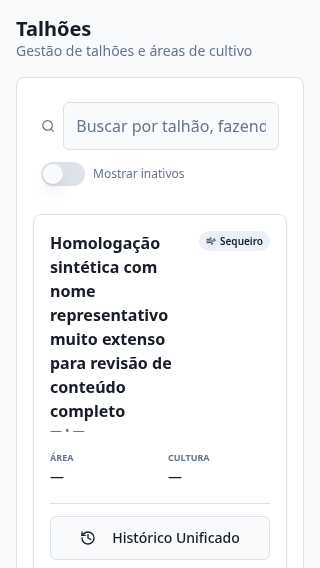 Talhões
Gestão de talhões e áreas de cultivo
Buscar por talhão, fazend
Mostrar inativos
Homologação
sintética com
nome
representativo
muito extenso
para revisão de
conteúdo
completo
Sequeiro
— • —
ÁREA
CULTURA
—
—
Histórico Unificado